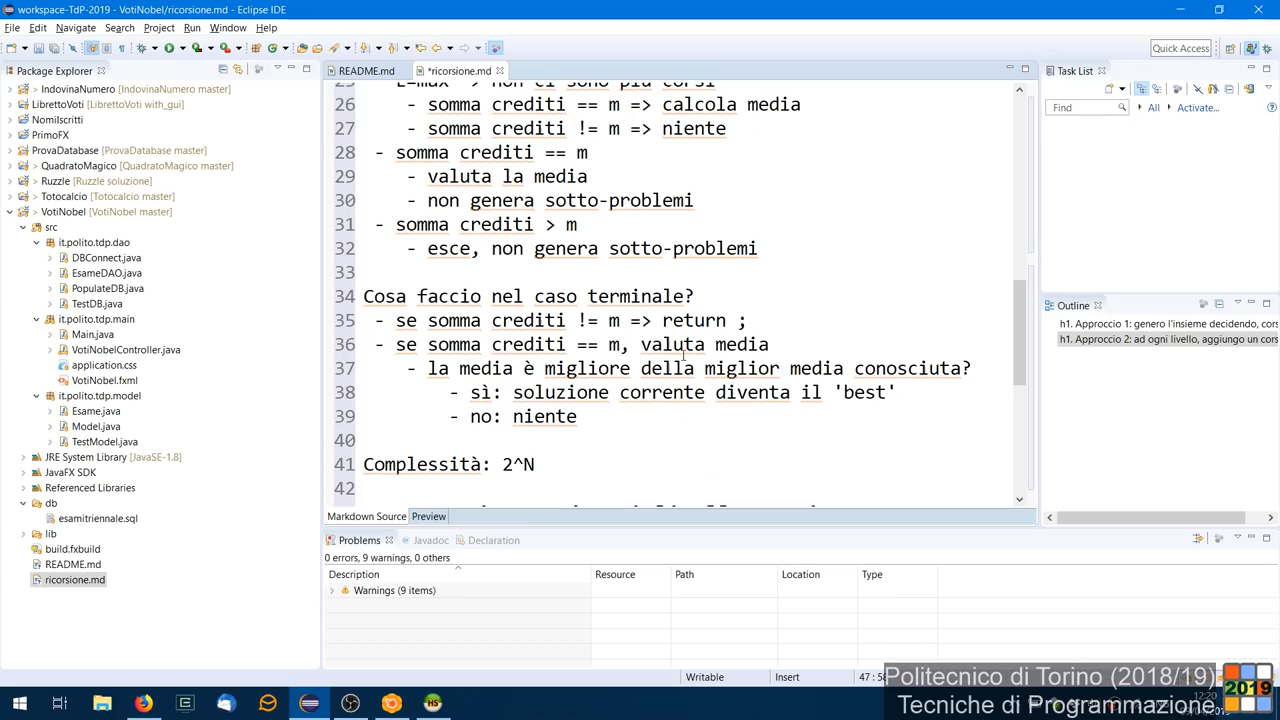 workspace-TdP-2019 - VotiNobel/ricorsione.md - Eclipse IDE
File Edit Navigate Search Project Run Window Help
Quick Access
Package Explorer
README.md
*ricorsione.md
Task List
IndovinaNumero [IndovinaNumero master]
LibrettoVoti [LibrettoVoti with_gui]
NomiIscritti
PrimoFX
ProvaDatabase [ProvaDatabase master]
> QuadratoMagico [QuadratoMagico master]
> Ruzzle [Ruzzle soluzione]
> Totocalcio [Totocalcio master]
> VotiNobel [VotiNobel master]
src
it.polito.tdp.dao
DBConnect.java
EsameDAO.java
PopulateDB.java
TestDB.java
it.polito.tdp.main
Main.java
VotiNobelController.java
application.css
VotiNobel.fxml
it.polito.tdp.model
Esame.java
Model.java
TestModel.java
JRE System Library [JavaSE-1.8]
JavaFX SDK
Referenced Libraries
db
esamitriennale.sql
lib
build.fxbuild
README.md
ricorsione.md
26 - somma crediti == m => calcola media
27 - somma crediti != m => niente
28 - somma crediti == m
29 - valuta la media
30 - non genera sotto-problemi
31 - somma crediti > m
32 - esce, non genera sotto-problemi
33
34 Cosa faccio nel caso terminale?
35 - se somma crediti != m => return ;
36 - se somma crediti == m, valuta media
37 - la media è migliore della miglior media conosciuta?
38 - sì: soluzione corrente diventa il 'best'
39 - no: niente
40
41 Complessità: 2^N
42
Markdown Source Preview
Find
All
Activate...
Outline
h1. Approccio 1: genero l'insieme decidendo, cors
h1. Approccio 2: ad ogni livello, aggiungo un cors
Problems Javadoc Declaration
0 errors, 9 warnings, 0 others
Description Resource Path Location Type
Warnings (9 items)
Writable Insert 47 : 58
Politecnico di Torino (2018/19)
Tecniche di Programmazione
2019
12:20